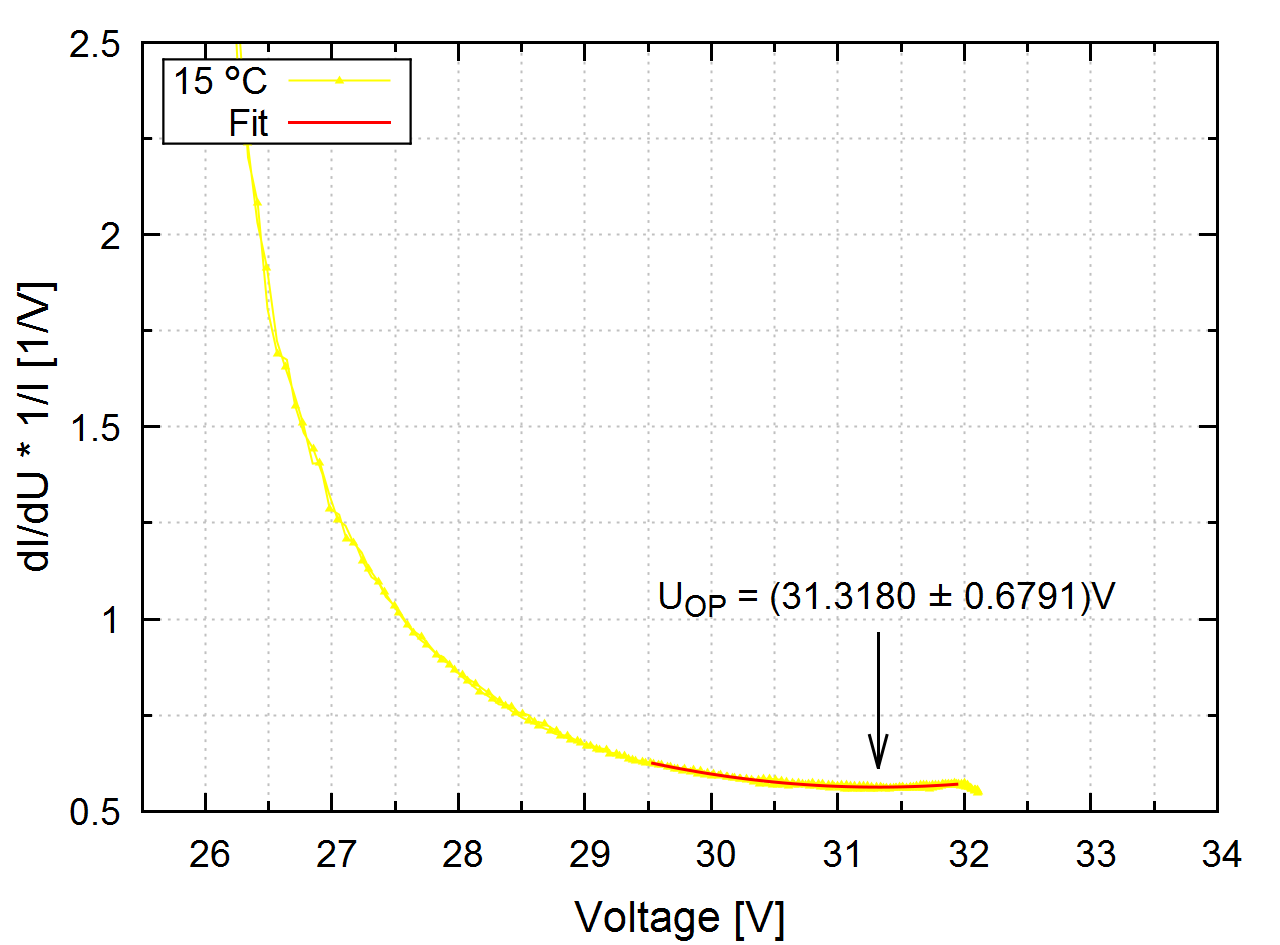 2.5
2
1.5
1
0.5
dI/dU * 1/I [1/V]
15 °C
Fit
U_OP = (31.3180 ± 0.6791)V
26 27 28 29 30 31 32 33 34
Voltage [V]